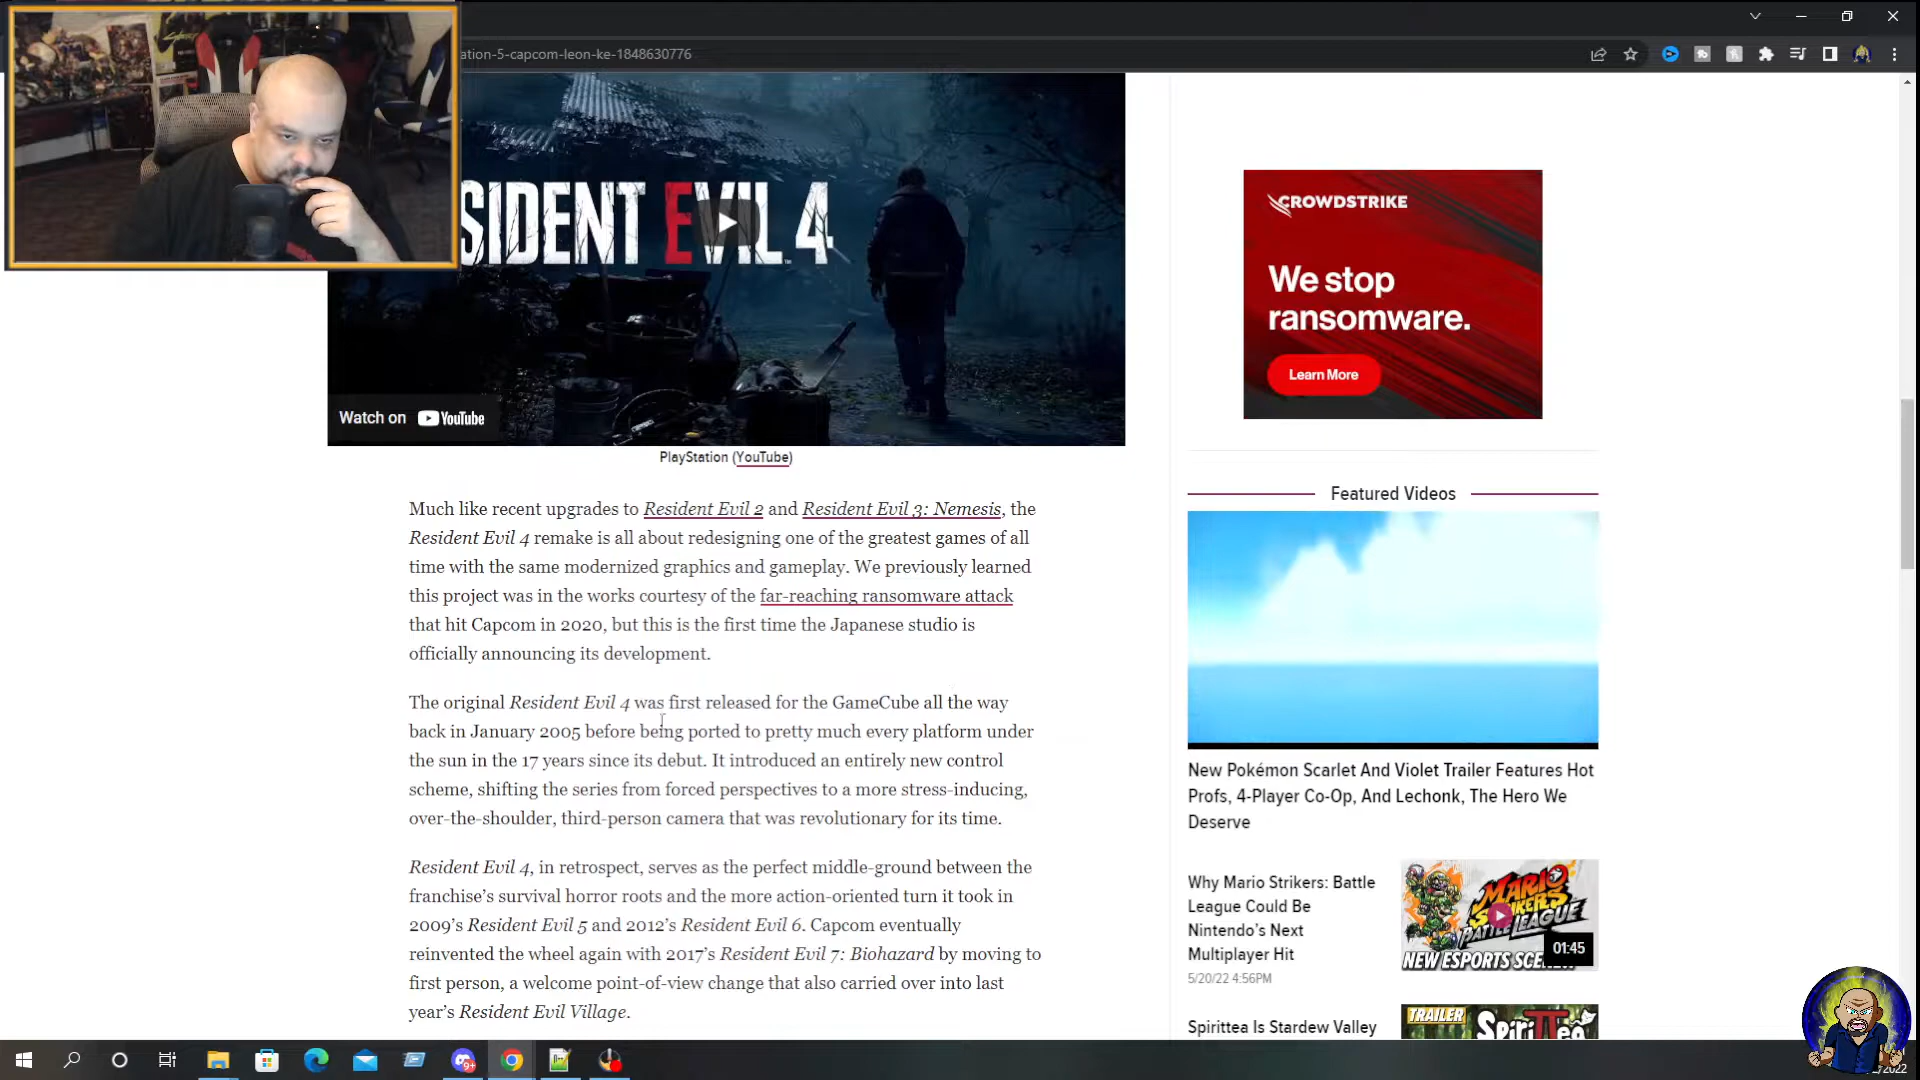 ation-5-capcom-leon-ke-1848630776
SIDENT EVIL 4
Watch on YouTube
PlayStation (YouTube)
Much like recent upgrades to Resident Evil 2 and Resident Evil 3: Nemesis, the
Resident Evil 4 remake is all about redesigning one of the greatest games of all
time with the same modernized graphics and gameplay. We previously learned
this project was in the works courtesy of the far-reaching ransomware attack
that hit Capcom in 2020, but this is the first time the Japanese studio is
officially announcing its development.
The original Resident Evil 4 was first released for the GameCube all the way
back in January 2005 before being ported to pretty much every platform under
the sun in the 17 years since its debut. It introduced an entirely new control
scheme, shifting the series from forced perspectives to a more stress-inducing,
over-the-shoulder, third-person camera that was revolutionary for its time.
Resident Evil 4, in retrospect, serves as the perfect middle-ground between the
franchise's survival horror roots and the more action-oriented turn it took in
2009's Resident Evil 5 and 2012's Resident Evil 6. Capcom eventually
reinvented the wheel again with 2017's Resident Evil 7: Biohazard by moving to
first person, a welcome point-of-view change that also carried over into last
year's Resident Evil Village.
CROWDSTRIKE
We stop
ransomware.
Learn More
Featured Videos
New Pokémon Scarlet And Violet Trailer Features Hot
Profs, 4-Player Co-Op, And Lechonk, The Hero We
Deserve
Why Mario Strikers: Battle
League Could Be
Nintendo's Next
Multiplayer Hit
5/20/22 4:56PM
MARIO
STRIKERS
BATTLE LEAGUE
01:45
NEW ESPORTS SCE
Spirittea Is Stardew Valley
TRAILER
Spirittea
9+
/2022